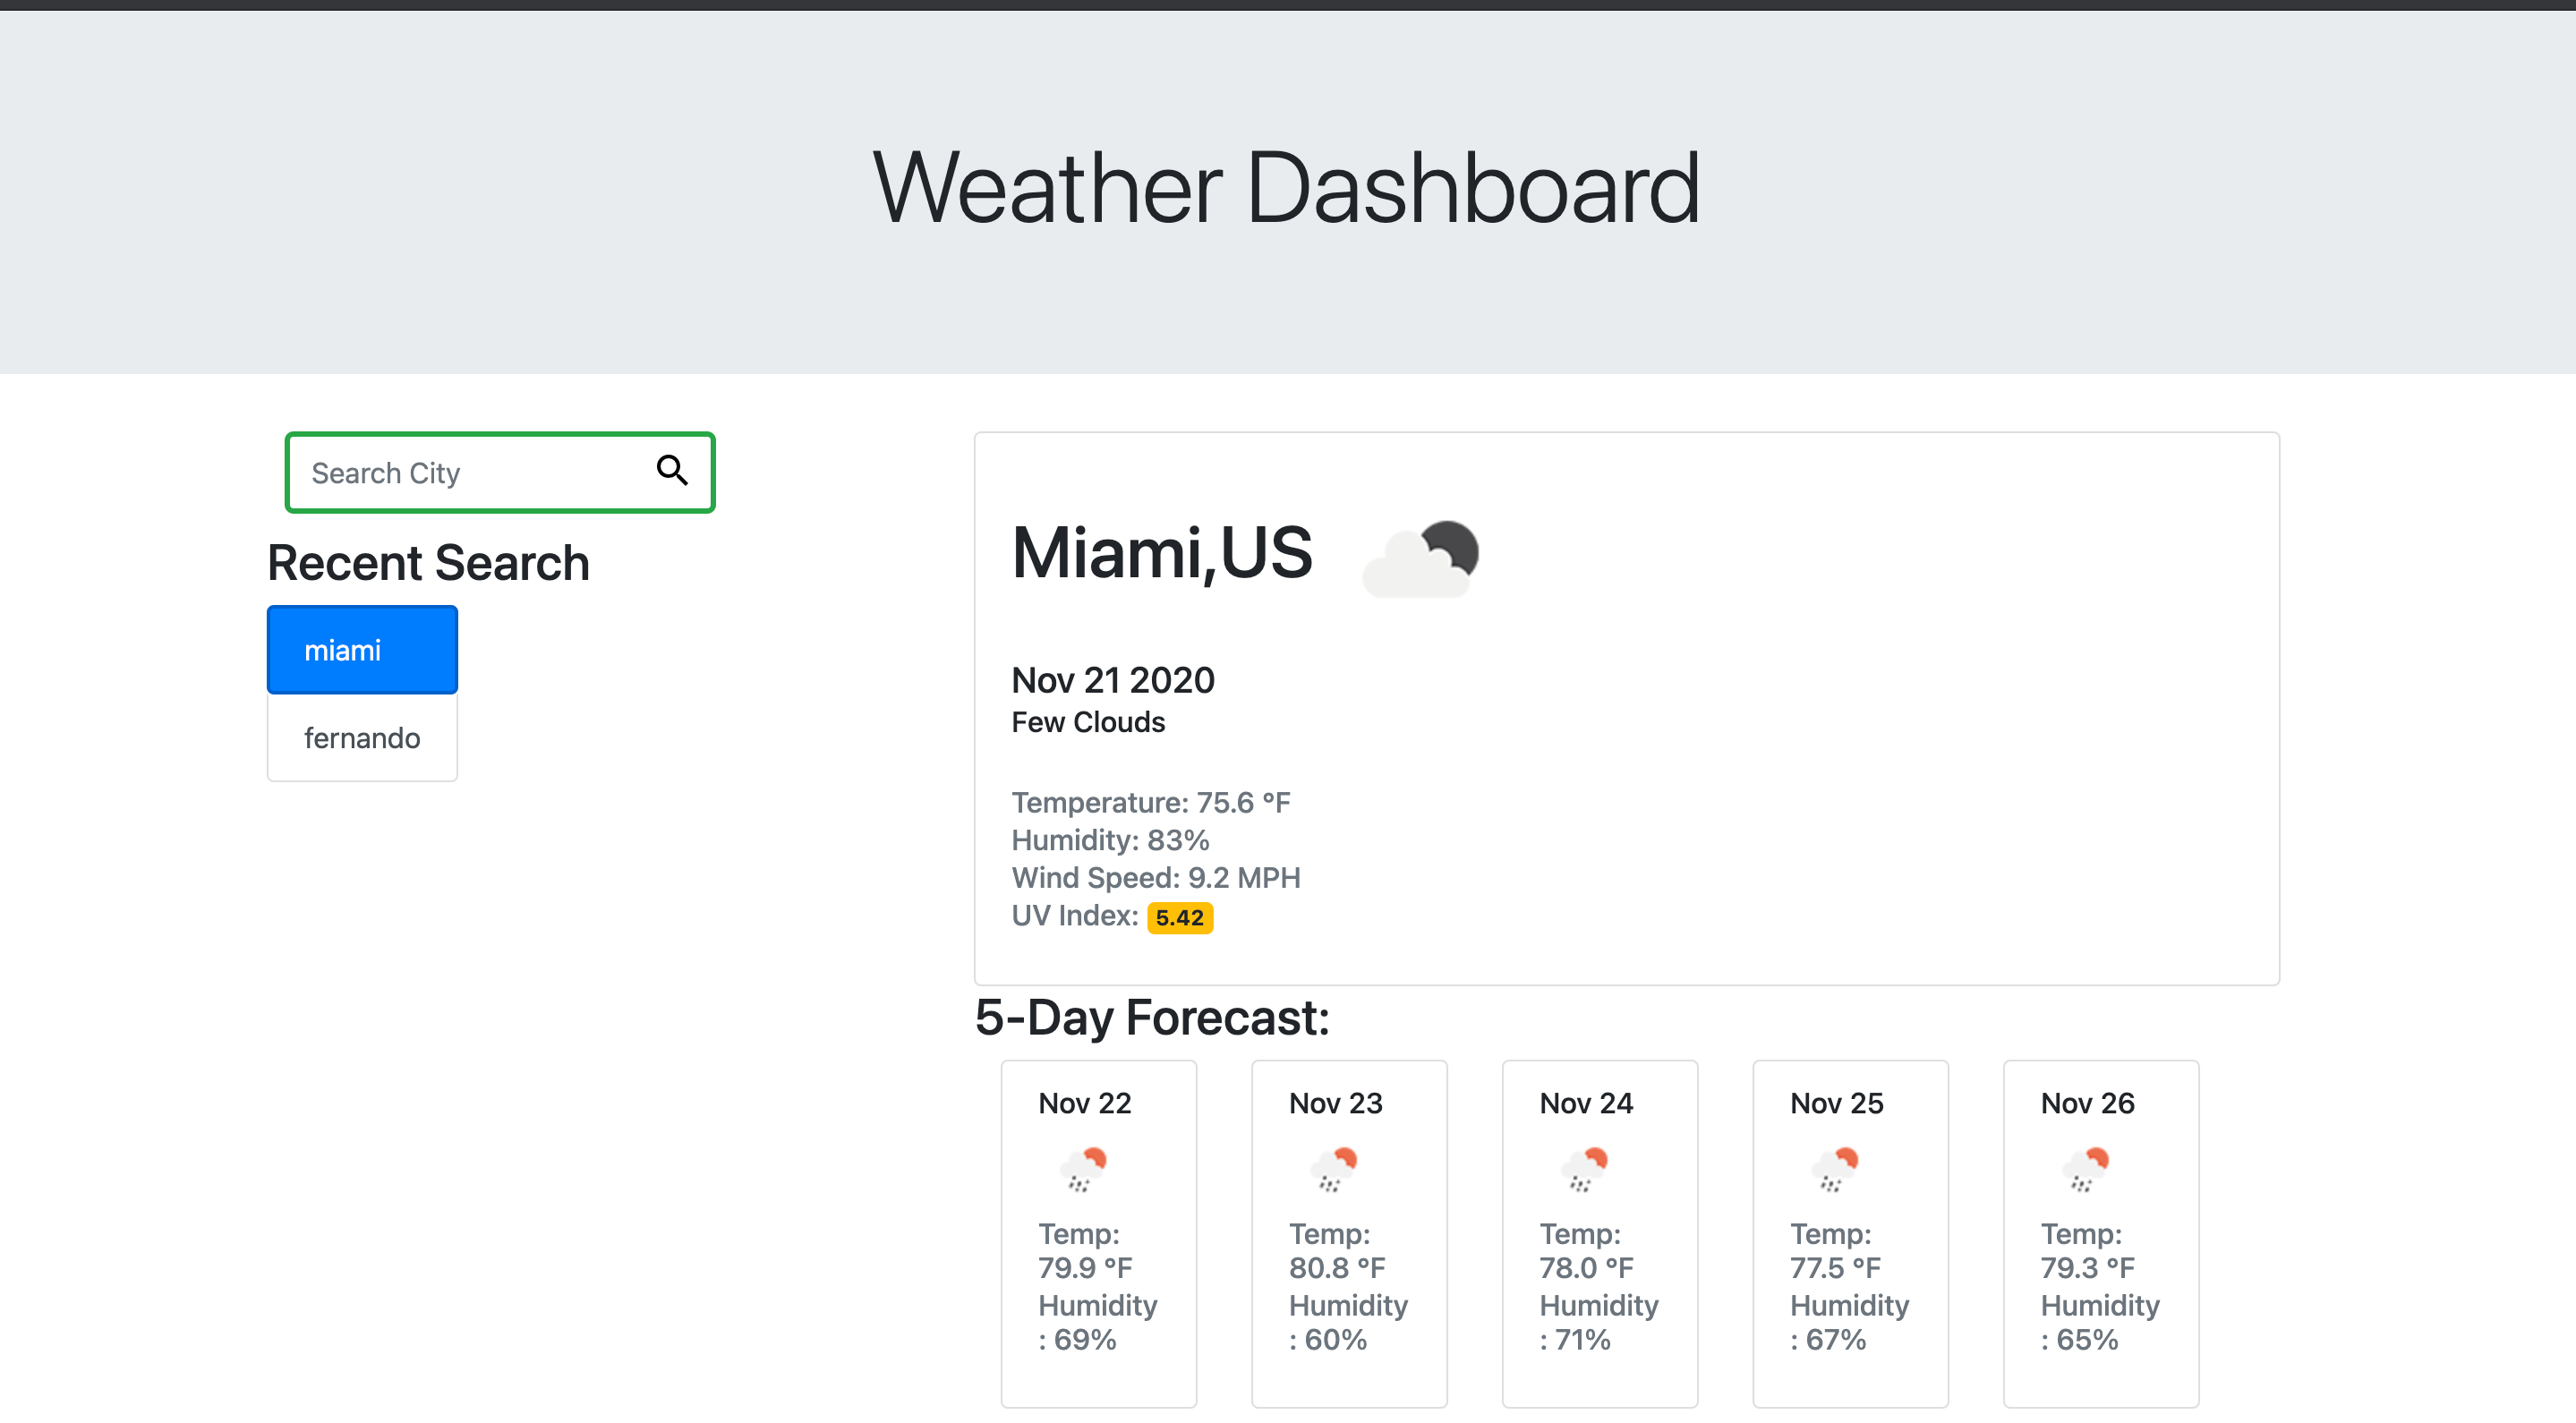 Weather Dashboard
Search City
Recent Search
miami
fernando
Miami,US
Nov 21 2020
Few Clouds
Temperature: 75.6 °F
Humidity: 83%
Wind Speed: 9.2 MPH
UV Index: 5.42
5-Day Forecast:
Nov 22
Temp:
79.9 °F
Humidity
: 69%
Nov 23
Temp:
80.8 °F
Humidity
: 60%
Nov 24
Temp:
78.0 °F
Humidity
: 71%
Nov 25
Temp:
77.5 °F
Humidity
: 67%
Nov 26
Temp:
79.3 °F
Humidity
: 65%